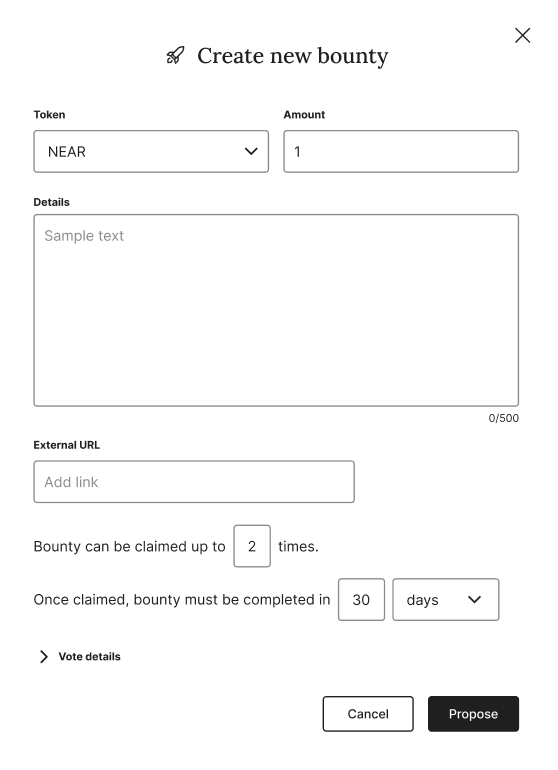 Create new bounty
Token
Amount
NEAR
1
Details
Sample text
0/500
External URL
Add link
Bounty can be claimed up to 2 times.
Once claimed, bounty must be completed in 30 days
Vote details
Cancel
Propose